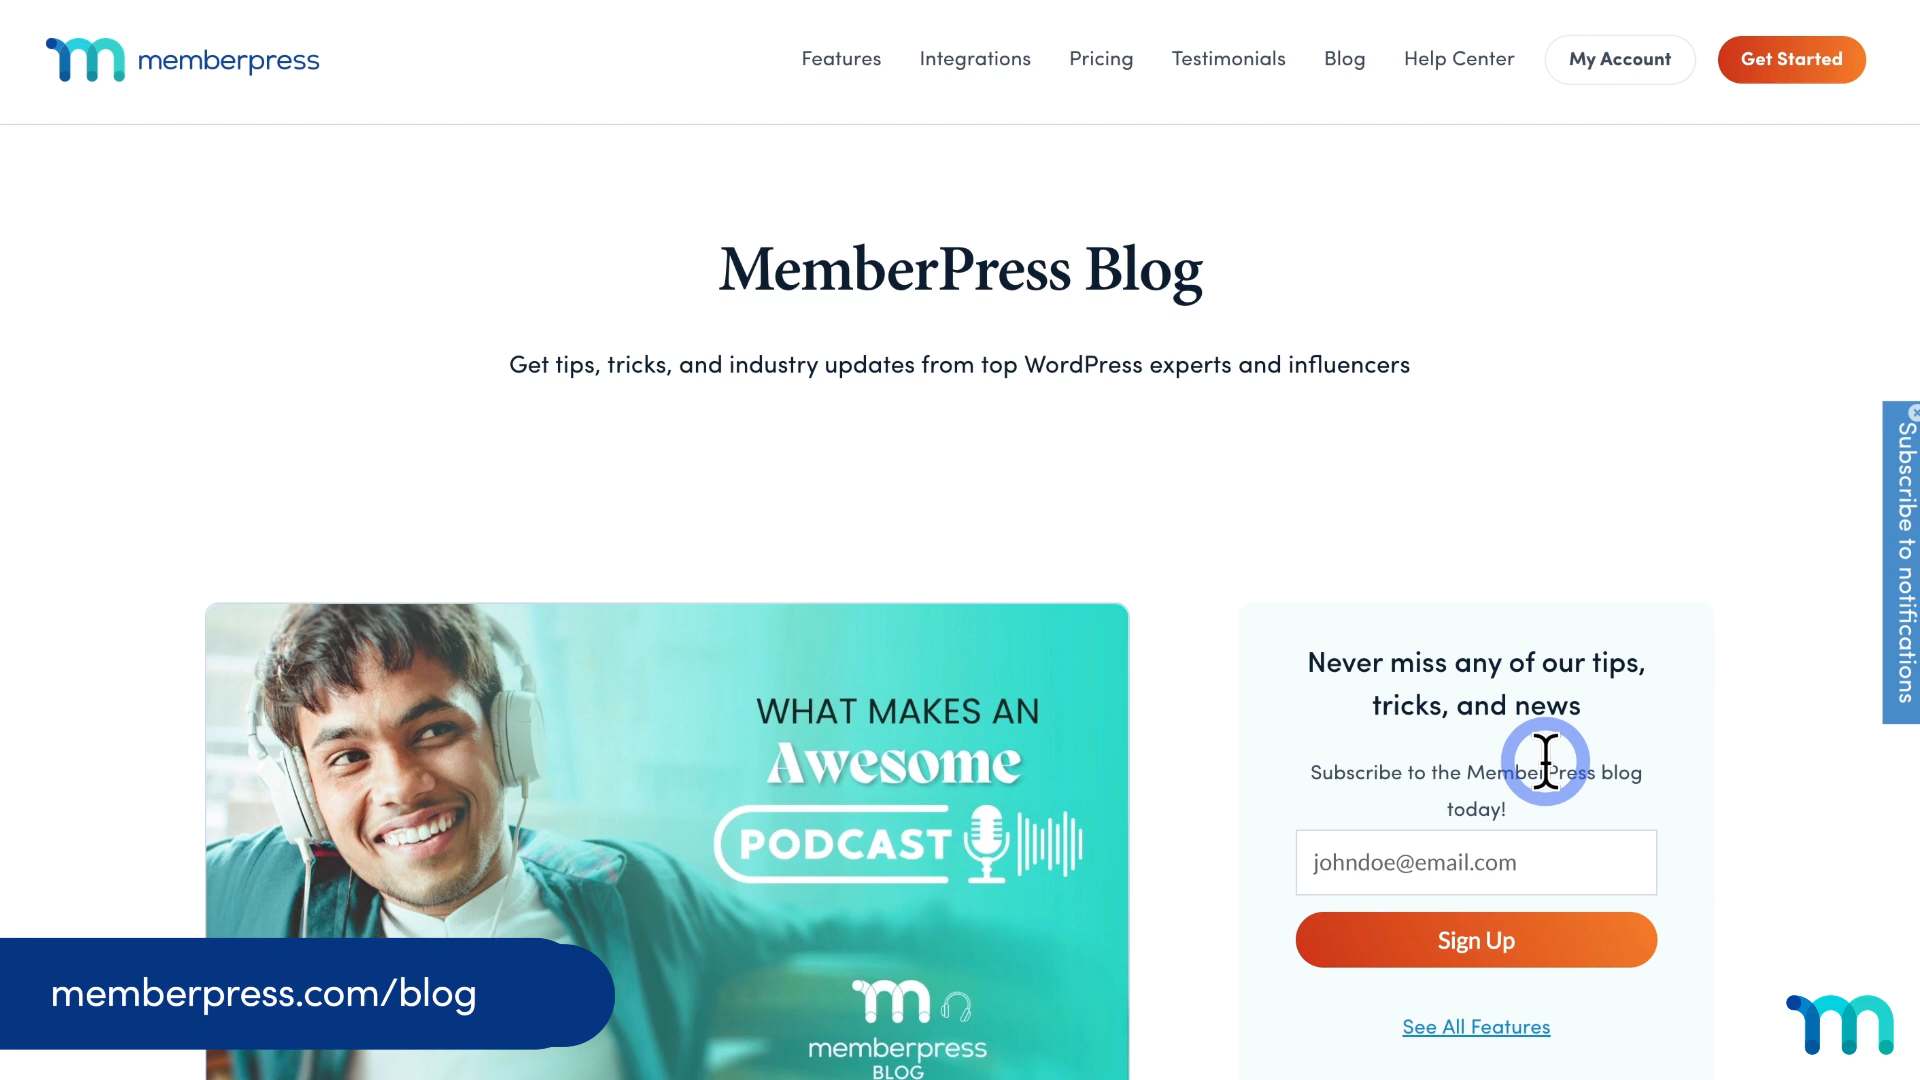 memberpress
Features
Integrations
Pricing
Testimonials
Blog
Help Center
My Account
Get Started
MemberPress Blog
Get tips, tricks, and industry updates from top WordPress experts and influencers
Subscribe to notifications
WHAT MAKES AN
Awesome
PODCAST
memberpress
BLOG
Never miss any of our tips,
tricks, and news
Subscribe to the MemberPress blog
today!
johndoe@email.com
Sign Up
See All Features
memberpress.com/blog